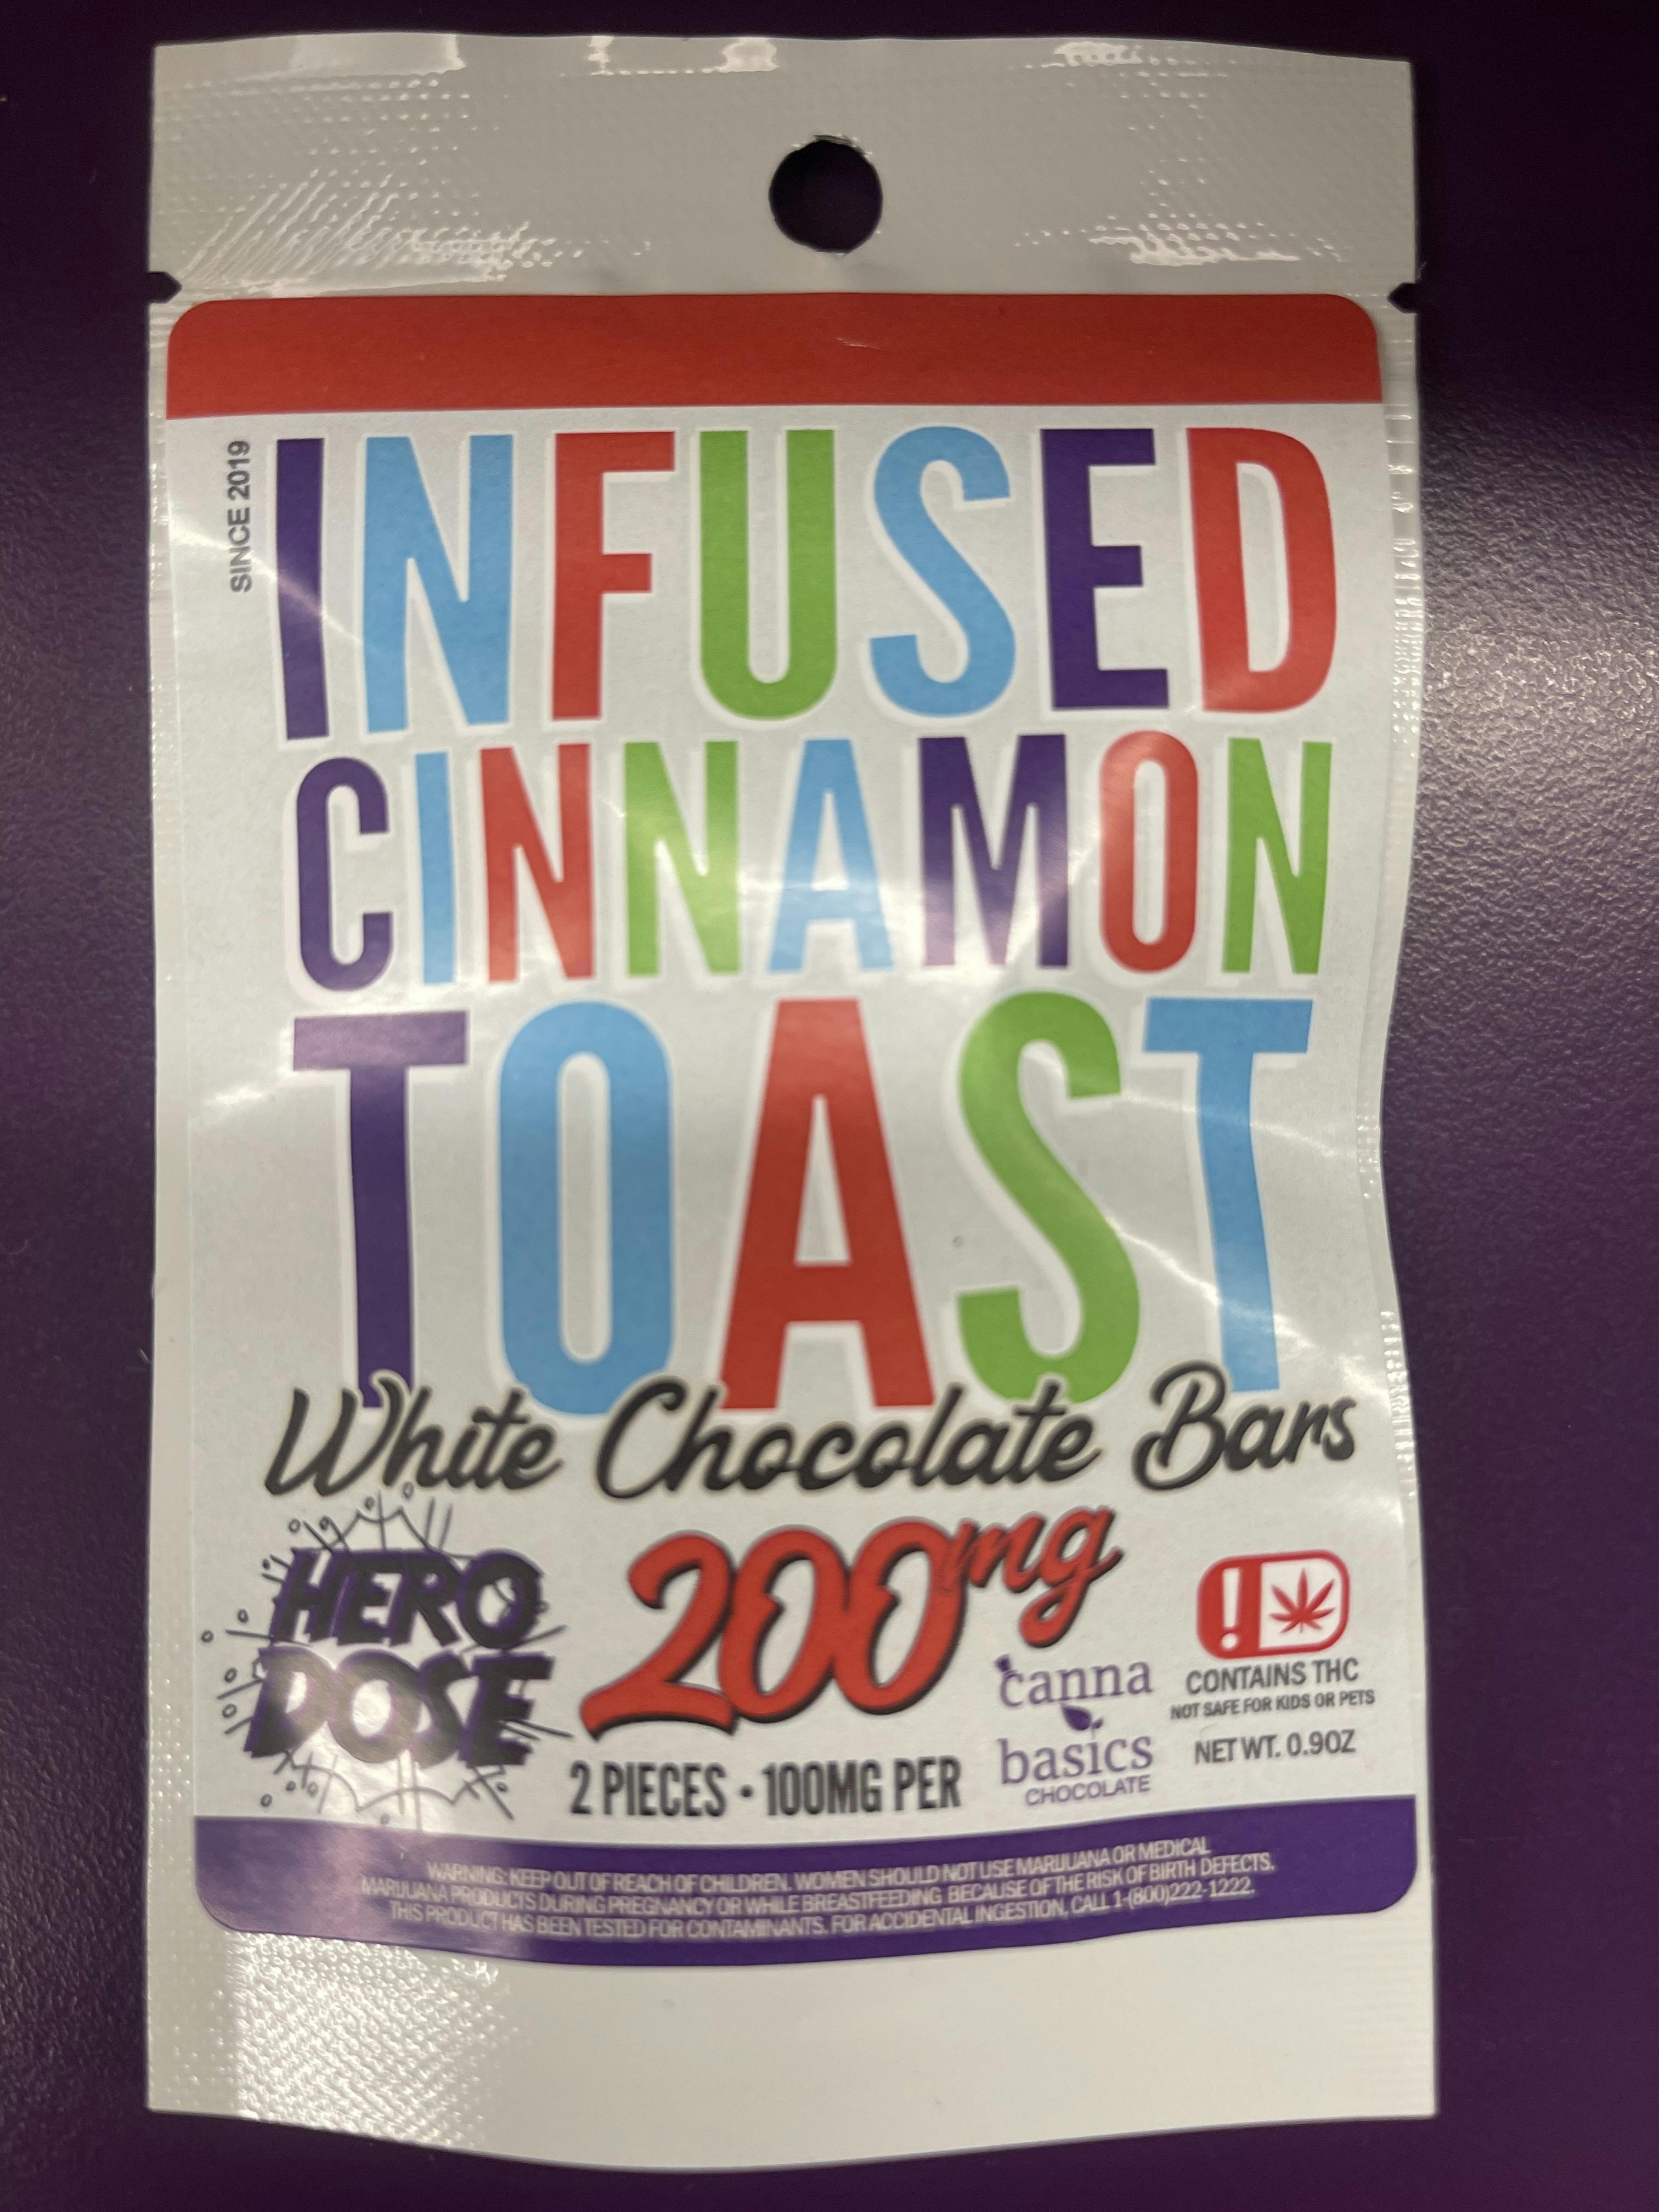 SINCE 2019
INFUSED
CINNAMON
TOAST
White Chocolate Bars
HERO
DOSE
200mg
2 PIECES • 100MG PER
canna
basics
CHOCOLATE
!
CONTAINS THC
NOT SAFE FOR KIDS OR PETS
NET WT. 0.9OZ
WARNING: KEEP OUT OF REACH OF CHILDREN. WOMEN SHOULD NOT USE MARIJUANA OR MEDICAL
MARIJUANA PRODUCTS DURING PREGNANCY OR WHILE BREASTFEEDING BECAUSE OF THE RISK OF BIRTH DEFECTS.
THIS PRODUCT HAS BEEN TESTED FOR CONTAMINANTS. FOR ACCIDENTAL INGESTION, CALL 1-(800)222-1222.